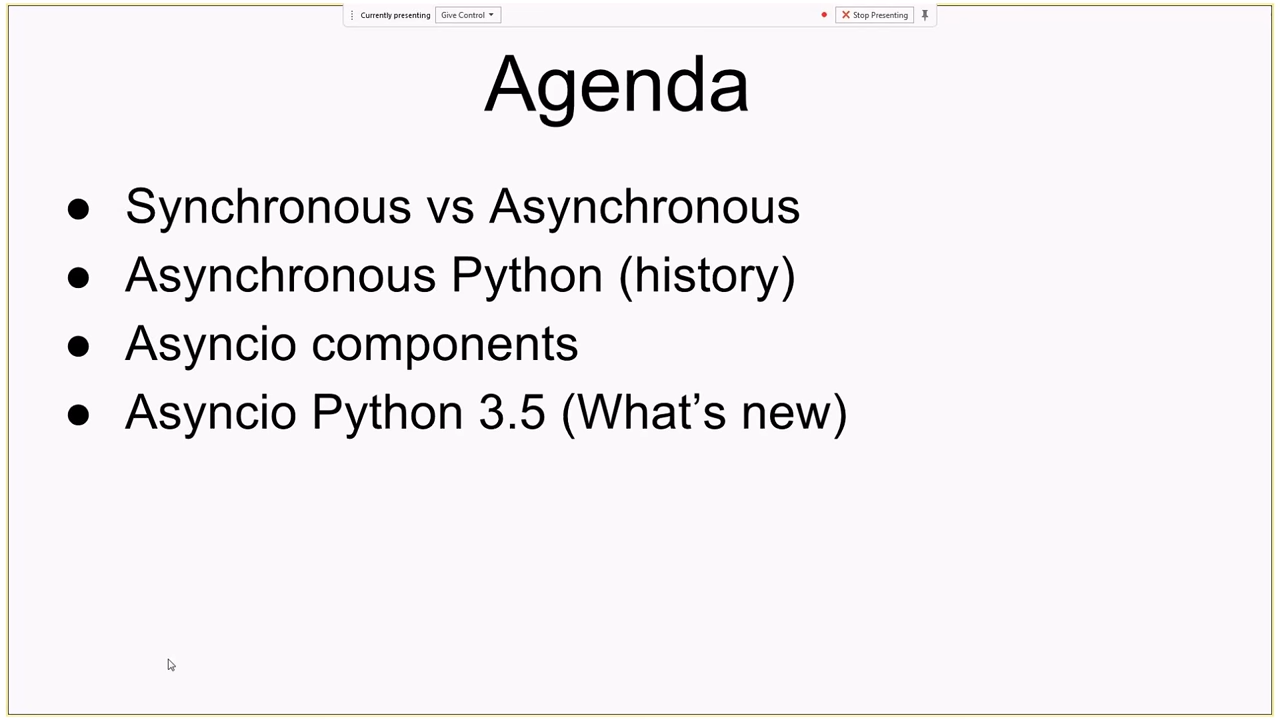 Currently presenting Give Control Stop Presenting
Agenda
● Synchronous vs Asynchronous
● Asynchronous Python (history)
● Asyncio components
● Asyncio Python 3.5 (What’s new)